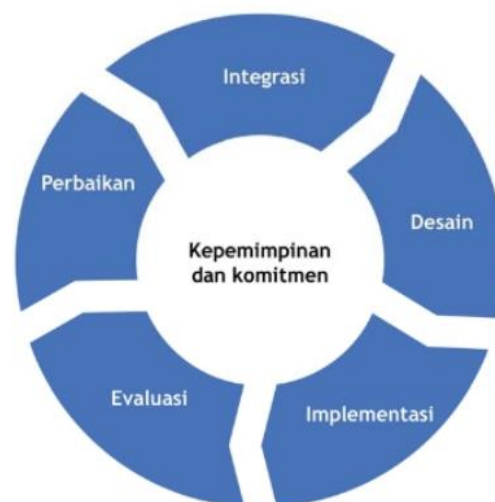 Integrasi
Desain
Implementasi
Evaluasi
Perbaikan
Kepemimpinan
dan komitmen